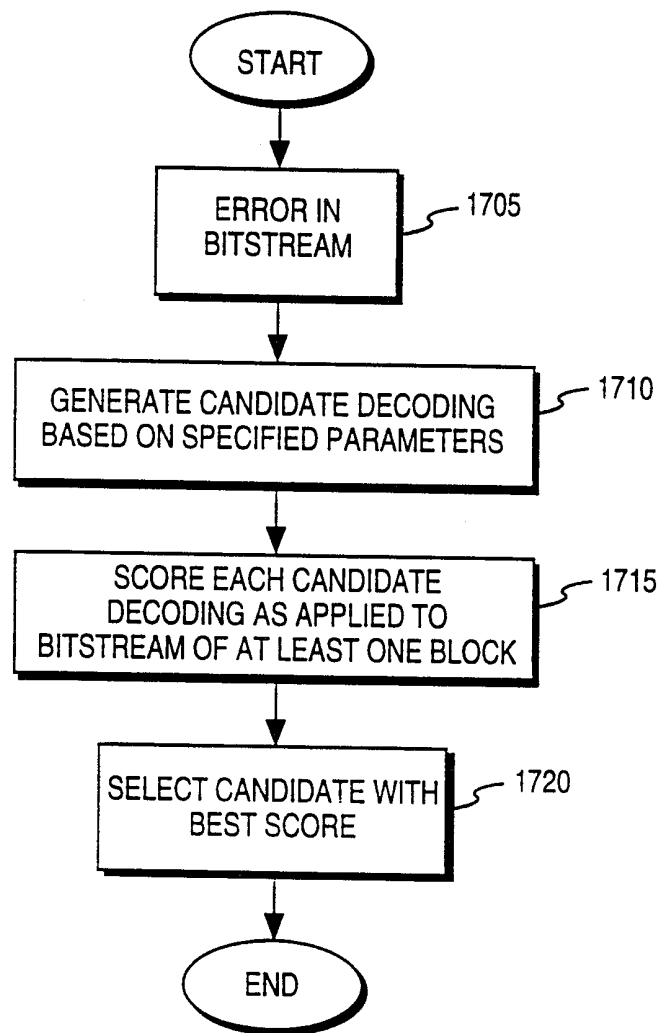 START
ERROR IN
BITSTREAM
1705
GENERATE CANDIDATE DECODING
BASED ON SPECIFIED PARAMETERS
1710
SCORE EACH CANDIDATE
DECODING AS APPLIED TO
BITSTREAM OF AT LEAST ONE BLOCK
1715
SELECT CANDIDATE WITH
BEST SCORE
1720
END